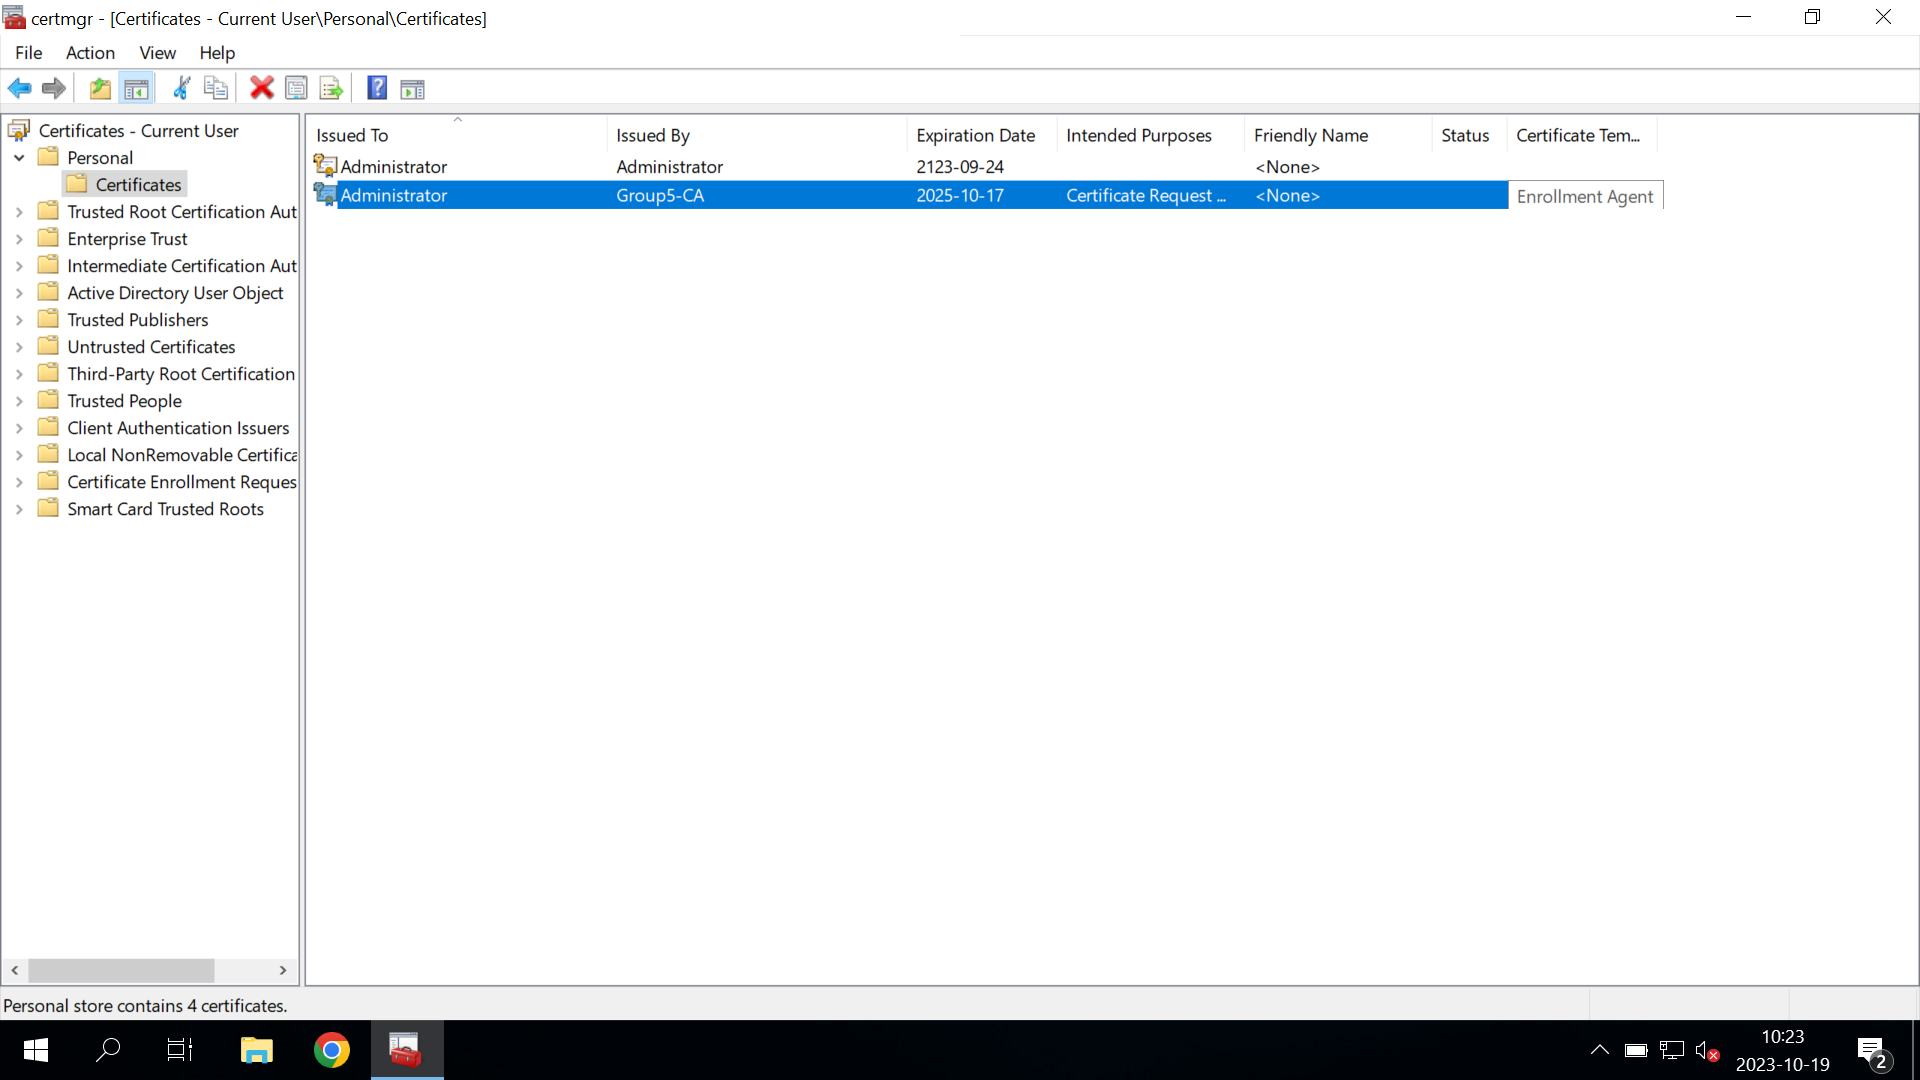 certmgr - [Certificates - Current User\Personal\Certificates]
File Action View Help
Certificates - Current User
Personal
Certificates
Trusted Root Certification Aut
Enterprise Trust
Intermediate Certification Aut
Active Directory User Object
Trusted Publishers
Untrusted Certificates
Third-Party Root Certification
Trusted People
Client Authentication Issuers
Local NonRemovable Certifica
Certificate Enrollment Reques
Smart Card Trusted Roots
Issued To Issued By Expiration Date Intended Purposes Friendly Name Status Certificate Tem...
Administrator Administrator 2123-09-24 <None>
Administrator Group5-CA 2025-10-17 Certificate Request ... <None> Enrollment Agent
Personal store contains 4 certificates.
10:23
2023-10-19
2